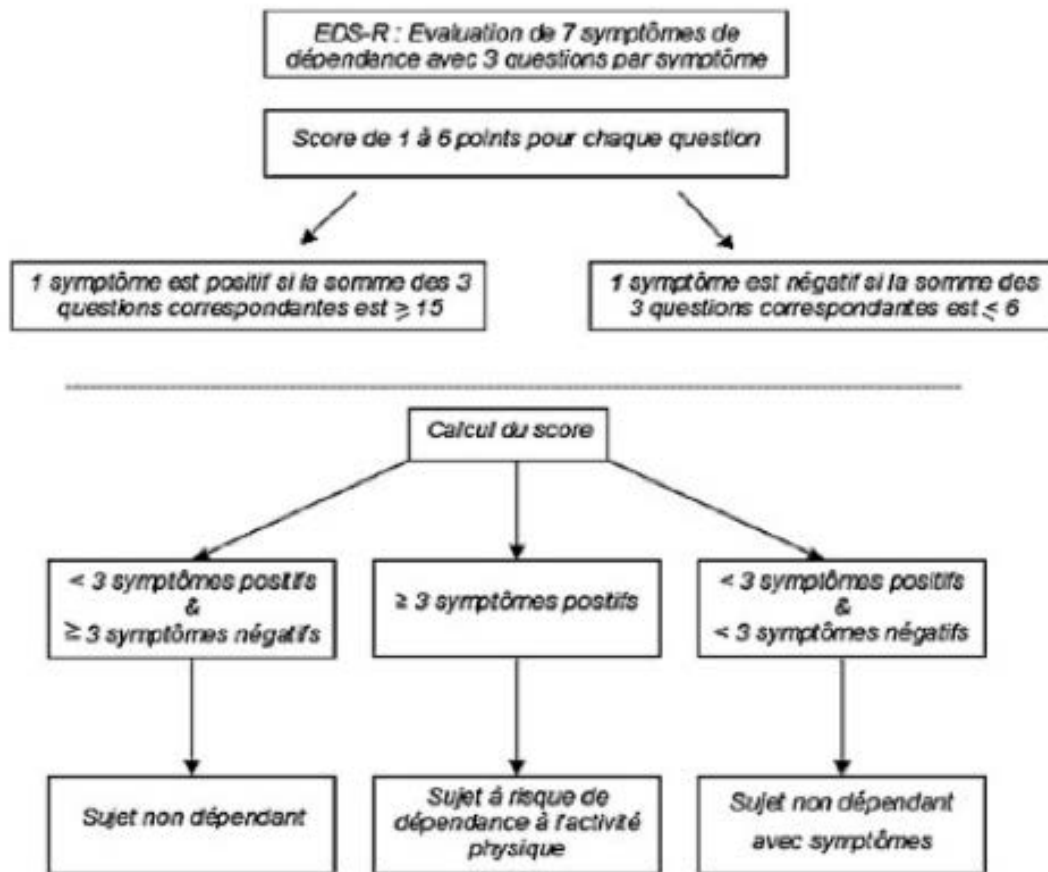 EDS-R : Evaluation de 7 symptômes de
dépendance avec 3 questions par symptôme
Score de 1 à 6 points pour chaque question
1 symptôme est positif si la somme des 3
questions correspondantes est ≥ 15
1 symptôme est négatif si la somme des
3 questions correspondantes est ≤ 6
Calcul du score
< 3 symptômes positifs
&
≥ 3 symptômes négatifs
≥ 3 symptômes positifs
< 3 symptômes positifs
&
< 3 symptômes négatifs
Sujet non dépendant
Sujet à risque de
dépendance à l'activité
physique
Sujet non dépendant
avec symptômes